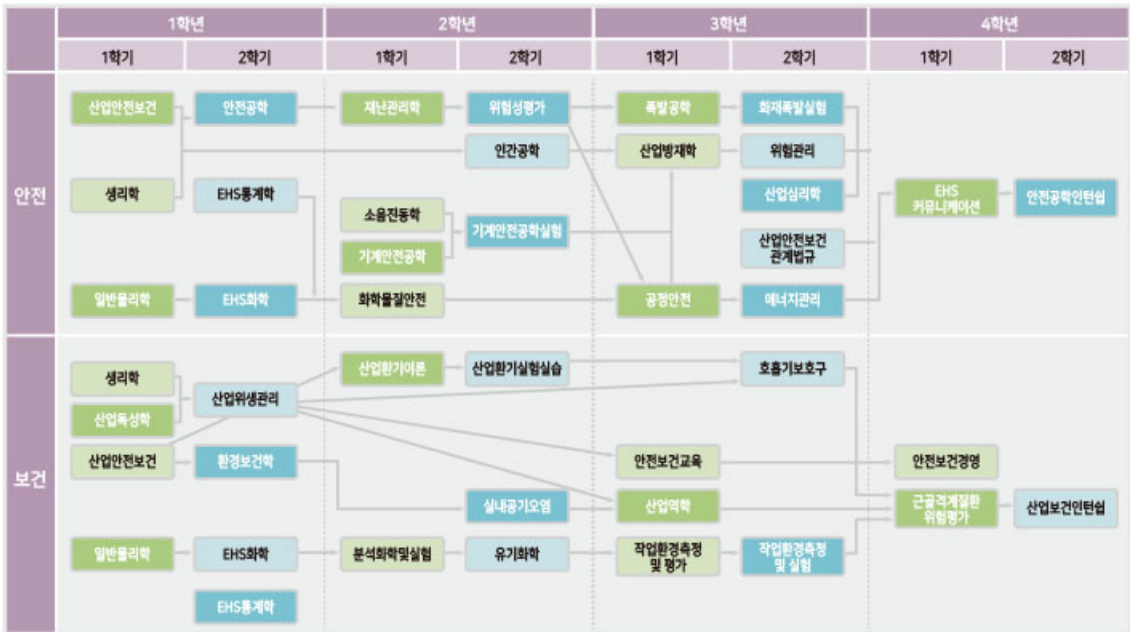 1학년 2학년 3학년 4학년
1학기 2학기 1학기 2학기 1학기 2학기 1학기 2학기
안전
산업안전보건 안전공학 재난관리학 위험성평가 폭발공학 화재폭발실험
인간공학 산업방재학 위험관리
생리학 EHS통계학 산업심리학 EHS
커뮤니케이션 안전공학인턴쉽
소음진동학
기계안전공학실험
기계안전공학
산업안전보건
관계법규
일반물리학 EHS화학 화학물질안전 공정안전 에너지관리
보건
생리학 산업환기이론 산업환기실험실습 호흡기보호구
산업위생관리
산업독성학
산업안전보건 환경보건학 안전보건교육 안전보건경영
실내공기오염 산업역학 근골격계질환
위험평가 산업보건인턴쉽
일반물리학 EHS화학 분석화학및실험 유기화학 작업환경측정
및 평가 작업환경측정
및 실험
EHS통계학